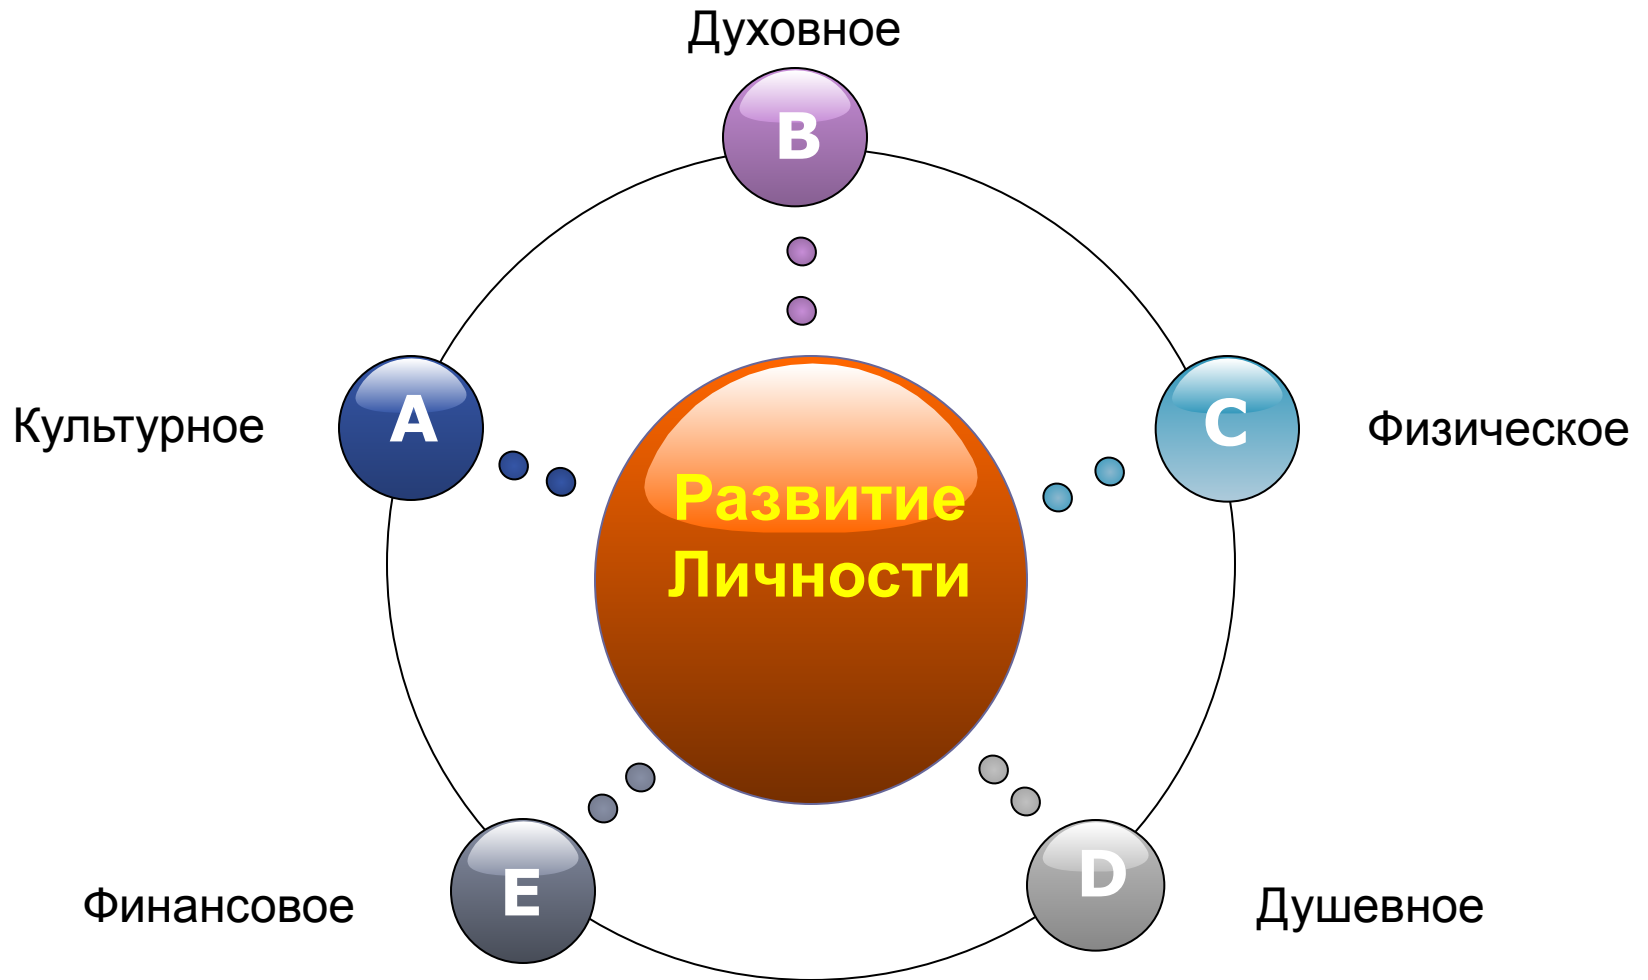 Духовное
B
Культурное
A
C
Физическое
Развитие
Личности
Финансовое
E
D
Душевное